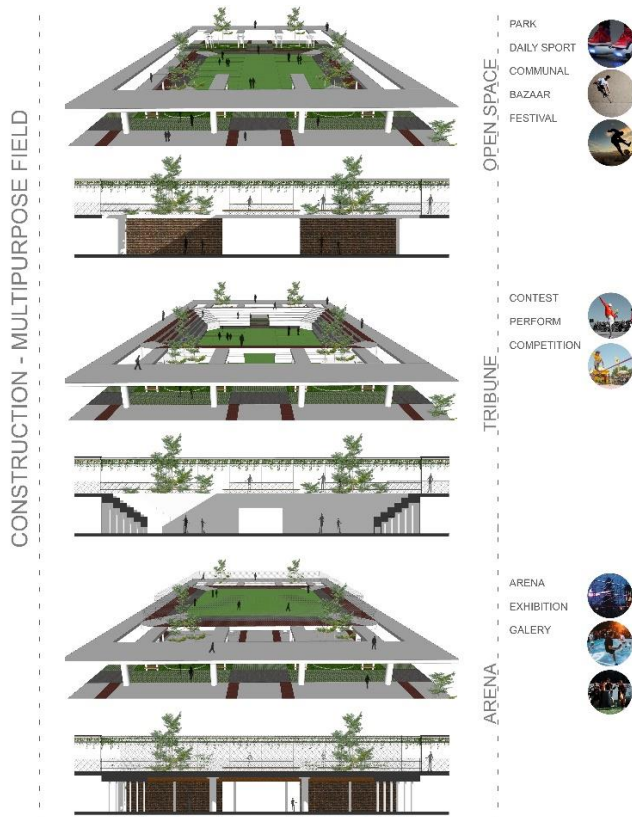 CONSTRUCTION - MULTIPURPOSE FIELD
OPEN SPACE
PARK
DAILY SPORT
COMMUNAL
BAZAAR
FESTIVAL
TRIBUNE
CONTEST
PERFORM
COMPETITION
ARENA
ARENA
EXHIBITION
GALERY